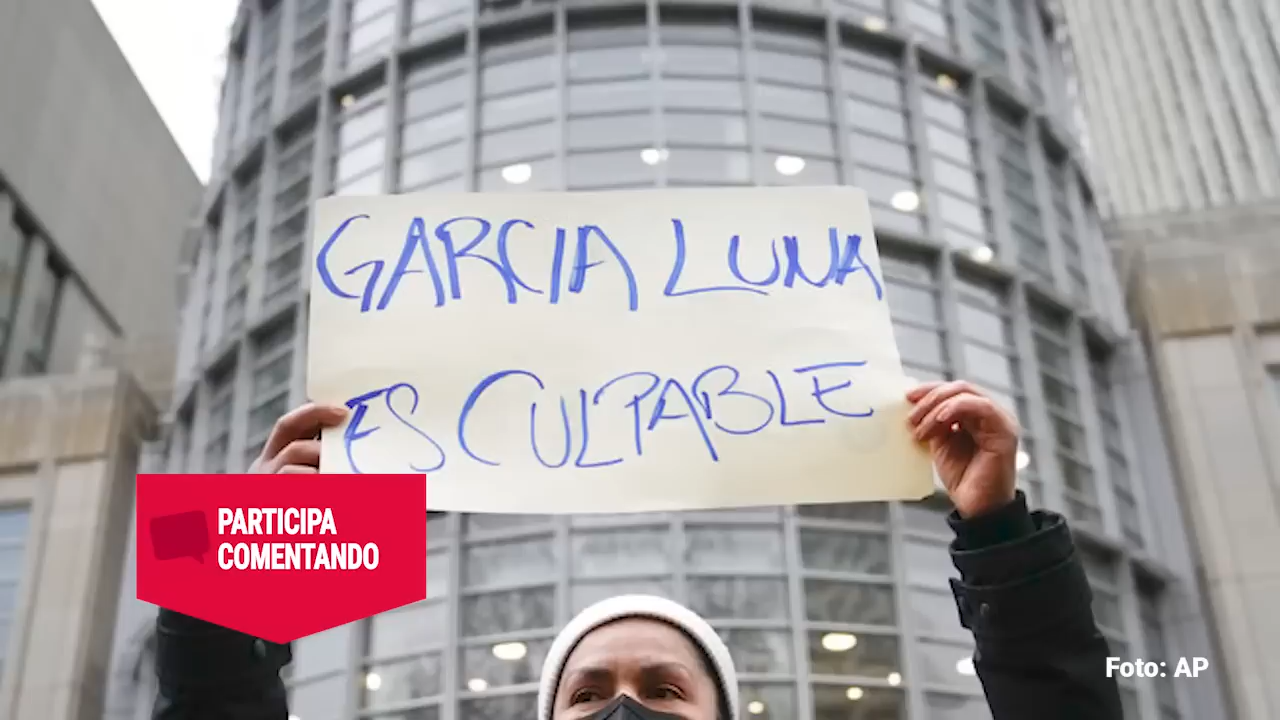 GARCIA LUNA
ES CULPABLE
PARTICIPA
COMENTANDO
Foto: AP